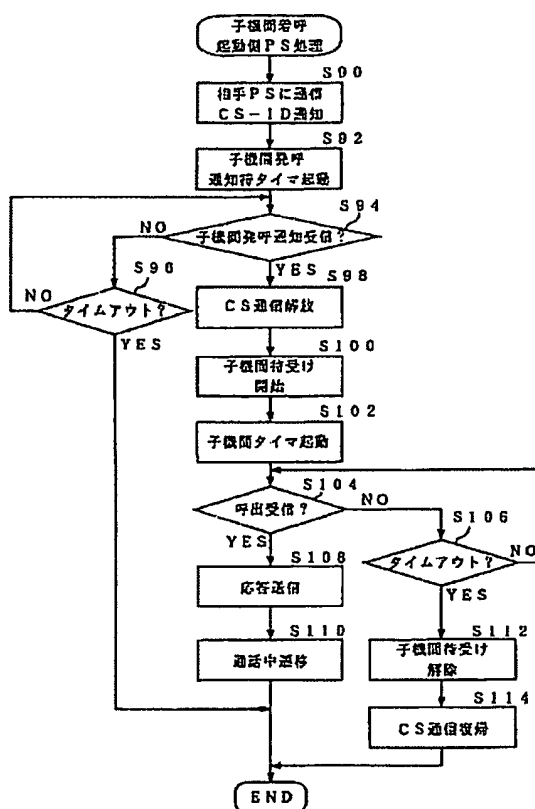 子機間着呼
起動側PS処理
S90
相手PSに通信
CS-ID通知
S92
子機間発呼
通知待タイマ起動
S94
子機間発呼通知受信?
NO
YES
S96
タイムアウト?
NO
YES
S98
CS通信解放
S100
子機間待受け
開始
S102
子機間タイマ起動
S104
呼出受信?
NO
YES
S106
タイムアウト?
NO
YES
S108
応答送信
S110
通話中遷移
S112
子機間待受け
解除
S114
CS通信復帰
END